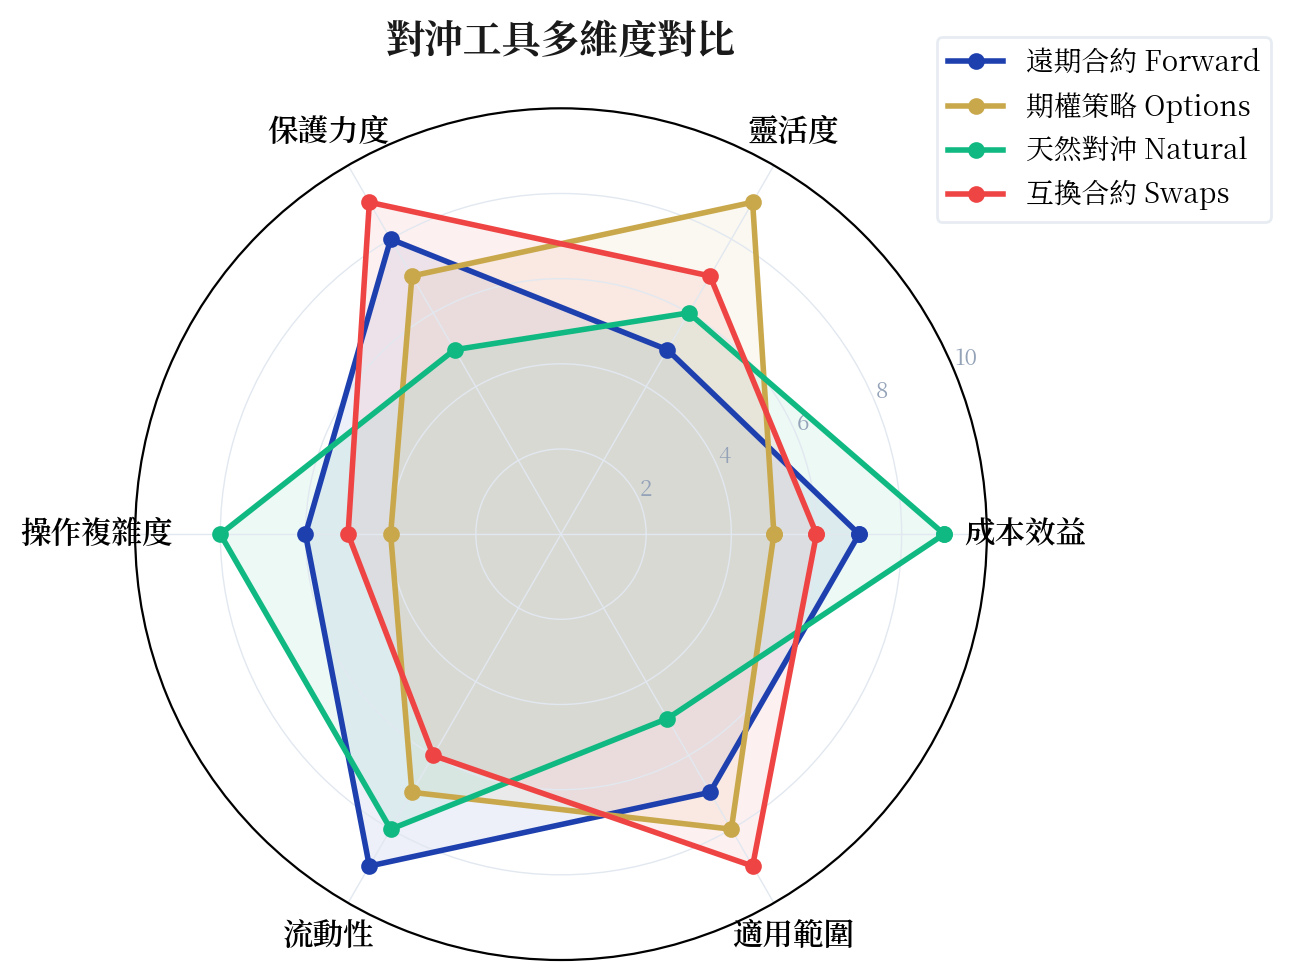 對沖工具多維度對比
遠期合約 Forward
期權策略 Options
天然對沖 Natural
互換合約 Swaps
保護力度
靈活度
10
8
6
4
2
操作複雜度
成本效益
流動性
適用範圍